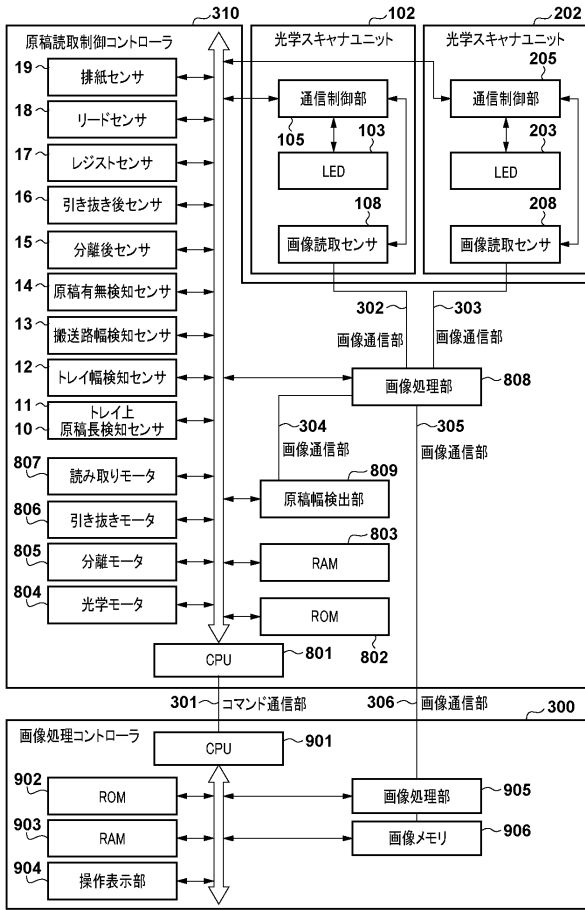 310
102
202
原稿読取制御コントローラ
光学スキャナユニット
光学スキャナユニット
19
排紙センサ
18
リードセンサ
17
レジストセンサ
16
引き抜き後センサ
15
分離後センサ
14
原稿有無検知センサ
13
搬送路幅検知センサ
12
トレイ幅検知センサ
11
10
トレイ上
原稿長検知センサ
807
読み取りモータ
806
引き抜きモータ
805
分離モータ
804
光学モータ
通信制御部
105
103
LED
108
画像読取センサ
205
通信制御部
203
LED
208
画像読取センサ
302
画像通信部
303
画像通信部
画像処理部
808
304
画像通信部
305
画像通信部
809
原稿幅検出部
803
RAM
ROM
802
CPU
801
301
コマンド通信部
306
画像通信部
300
画像処理コントローラ
CPU
901
902
ROM
903
RAM
904
操作表示部
画像処理部
905
画像メモリ
906